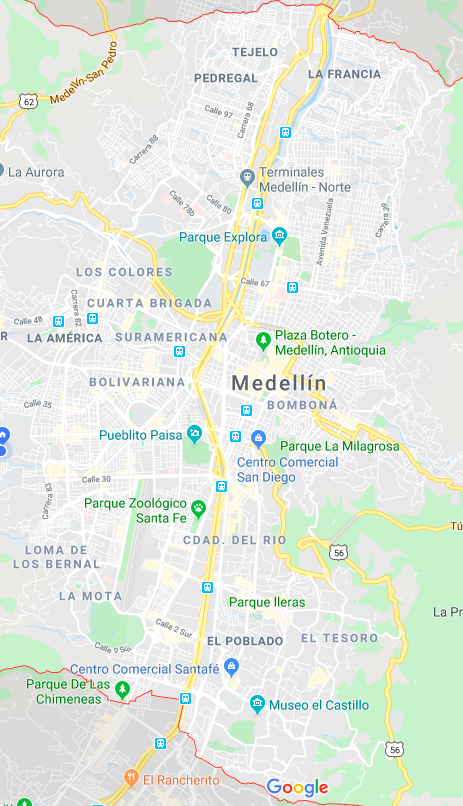 TEJELO
PEDREGAL
LA FRANCIA
Medellín-San Pedro
62
Calle 97
Carrera 68
Carrera 88
La Aurora
Terminales
Medellín - Norte
Calle 78b
Calle 80
Avenida Venezuela
Carrera 39
Parque Explora
LOS COLORES
Calle 67
CUARTA BRIGADA
Calle 48
Carrera 82
LA AMÉRICA
SURAMERICANA
Plaza Botero -
Medellín, Antioquia
BOLIVARIANA
Medellín
BOMBONÁ
Calle 35
Pueblito Paisa
Parque La Milagrosa
Centro Comercial
San Diego
Calle 30
Carrera 83
Parque Zoológico
Santa Fe
CDAD. DEL RIO
Tú
56
LOMA DE
LOS BERNAL
LA MOTA
Parque lleras
La Pr
Calle 2 Sur
EL POBLADO
EL TESORO
Calle 9 Sur
Centro Comercial Santafé
Parque De Las
Chimeneas
Museo el Castillo
56
El Rancherito
Google